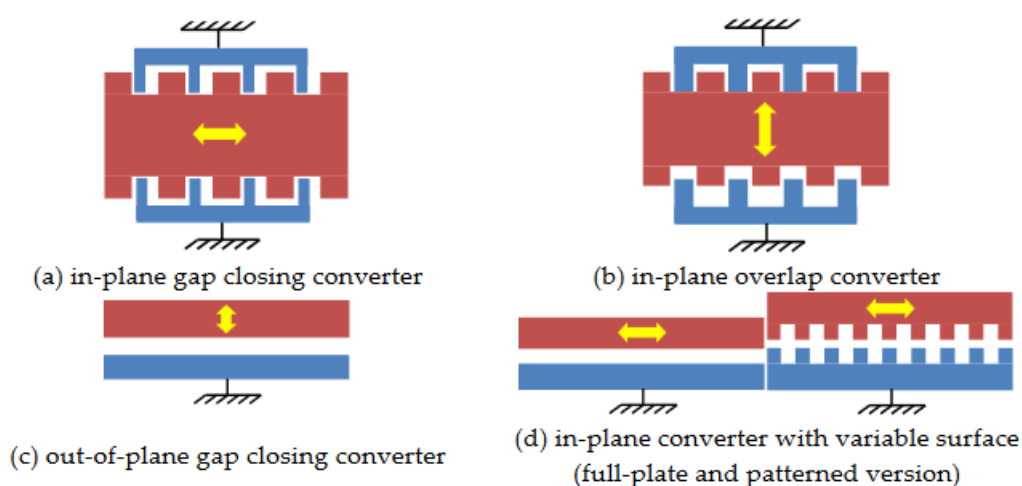 (a) in-plane gap closing converter
(b) in-plane overlap converter
(c) out-of-plane gap closing converter
(d) in-plane converter with variable surface
(full-plate and patterned version)